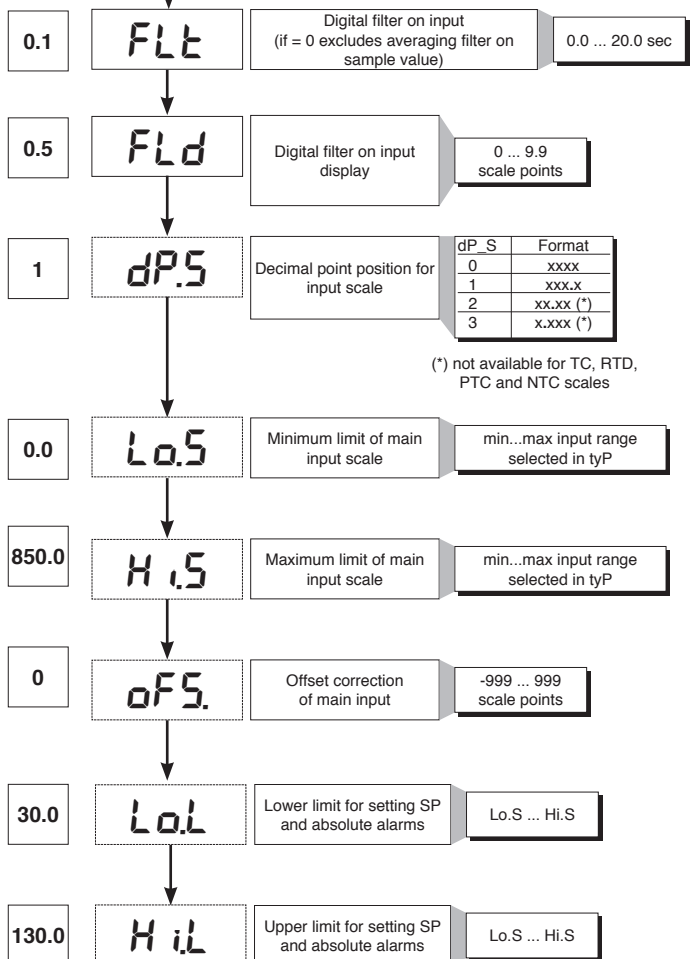 0.1
FLt
Digital filter on input
(if = 0 excludes averaging filter on
sample value)
0.0 ... 20.0 sec
0.5
FLd
Digital filter on input
display
0 ... 9.9
scale points
1
dP.S
Decimal point position for
input scale
dP_S Format
0 xxxx
1 xxx.x
2 xx.xx (*)
3 x.xxx (*)
(*) not available for TC, RTD,
PTC and NTC scales
0.0
Lo.S
Minimum limit of main
input scale
min...max input range
selected in tyP
850.0
Hi.S
Maximum limit of main
input scale
min...max input range
selected in tyP
0
oFS.
Offset correction
of main input
-999 ... 999
scale points
30.0
Lo.L
Lower limit for setting SP
and absolute alarms
Lo.S ... Hi.S
130.0
Hi.L
Upper limit for setting SP
and absolute alarms
Lo.S ... Hi.S